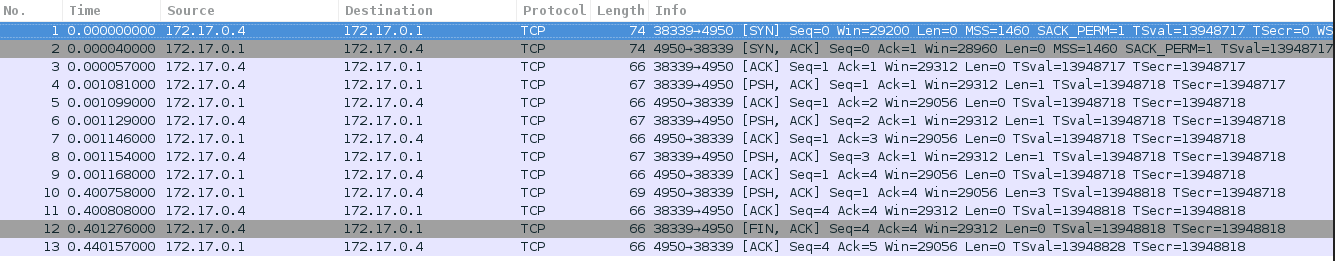 No. Time Source Destination Protocol Length Info
1 0.000000000 172.17.0.4 172.17.0.1 TCP 74 38339→4950 [SYN] Seq=0 Win=29200 Len=0 MSS=1460 SACK_PERM=1 TSval=13948717 TSecr=0 WS
2 0.000040000 172.17.0.1 172.17.0.4 TCP 74 4950→38339 [SYN, ACK] Seq=0 Ack=1 Win=28960 Len=0 MSS=1460 SACK_PERM=1 TSval=13948717
3 0.000057000 172.17.0.4 172.17.0.1 TCP 66 38339→4950 [ACK] Seq=1 Ack=1 Win=29312 Len=0 TSval=13948717 TSecr=13948717
4 0.001081000 172.17.0.4 172.17.0.1 TCP 67 38339→4950 [PSH, ACK] Seq=1 Ack=1 Win=29312 Len=1 TSval=13948718 TSecr=13948717
5 0.001099000 172.17.0.1 172.17.0.4 TCP 66 4950→38339 [ACK] Seq=1 Ack=2 Win=29056 Len=0 TSval=13948718 TSecr=13948718
6 0.001129000 172.17.0.4 172.17.0.1 TCP 67 38339→4950 [PSH, ACK] Seq=2 Ack=1 Win=29312 Len=1 TSval=13948718 TSecr=13948718
7 0.001146000 172.17.0.1 172.17.0.4 TCP 66 4950→38339 [ACK] Seq=1 Ack=3 Win=29056 Len=0 TSval=13948718 TSecr=13948718
8 0.001154000 172.17.0.4 172.17.0.1 TCP 67 38339→4950 [PSH, ACK] Seq=3 Ack=1 Win=29312 Len=1 TSval=13948718 TSecr=13948718
9 0.001168000 172.17.0.1 172.17.0.4 TCP 66 4950→38339 [ACK] Seq=1 Ack=4 Win=29056 Len=0 TSval=13948718 TSecr=13948718
10 0.400758000 172.17.0.1 172.17.0.4 TCP 69 4950→38339 [PSH, ACK] Seq=1 Ack=4 Win=29056 Len=3 TSval=13948818 TSecr=13948718
11 0.400808000 172.17.0.4 172.17.0.1 TCP 66 38339→4950 [ACK] Seq=4 Ack=4 Win=29312 Len=0 TSval=13948818 TSecr=13948818
12 0.401276000 172.17.0.4 172.17.0.1 TCP 66 38339→4950 [FIN, ACK] Seq=4 Ack=4 Win=29312 Len=0 TSval=13948818 TSecr=13948818
13 0.440157000 172.17.0.1 172.17.0.4 TCP 66 4950→38339 [ACK] Seq=4 Ack=5 Win=29056 Len=0 TSval=13948828 TSecr=13948818